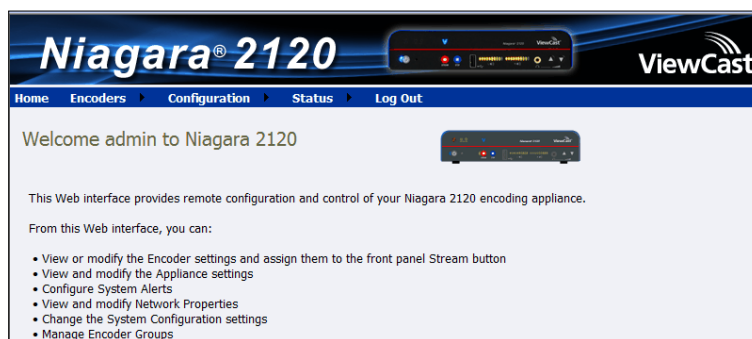 Niagara® 2120
ViewCast
Home Encoders Configuration Status Log Out
Welcome admin to Niagara 2120
This Web interface provides remote configuration and control of your Niagara 2120 encoding appliance.
From this Web interface, you can:
• View or modify the Encoder settings and assign them to the front panel Stream button
• View and modify the Appliance settings
• Configure System Alerts
• View and modify Network Properties
• Change the System Configuration settings
• Manage Encoder Groups